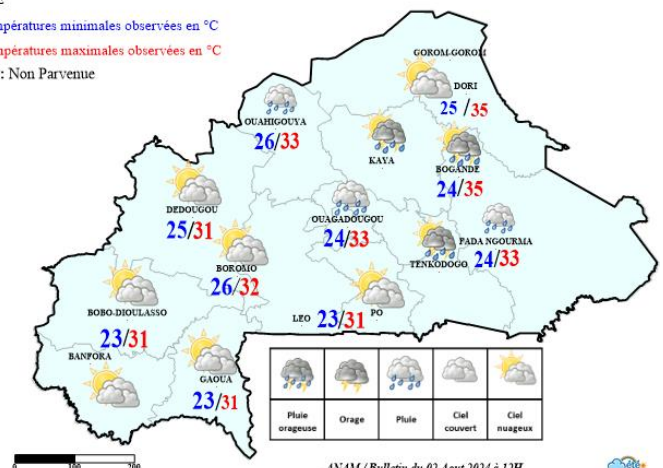 mpératures minimales observées en °C
mpératures maximales observées en °C
: Non Parvenue
GOROM-GOROM
DORI
25 /35
OUAHIGOUYA
26/33
KAYA
BOGANDE
24/35
DEDOUGOU
25/31
OUAGADOUGOU
24/33
FADA NGOURMA
24/33
TENKODOGO
BOROMO
26/32
BOBO-DIOULASSO
23/31
LEO 23/31 PO
BANFORA
GAOUA
23/31
Pluie orageuse
Orage
Pluie
Ciel couvert
Ciel nuageux
0 100 200
ANAM / Bulletin du 02 Aout 2024 à 12H